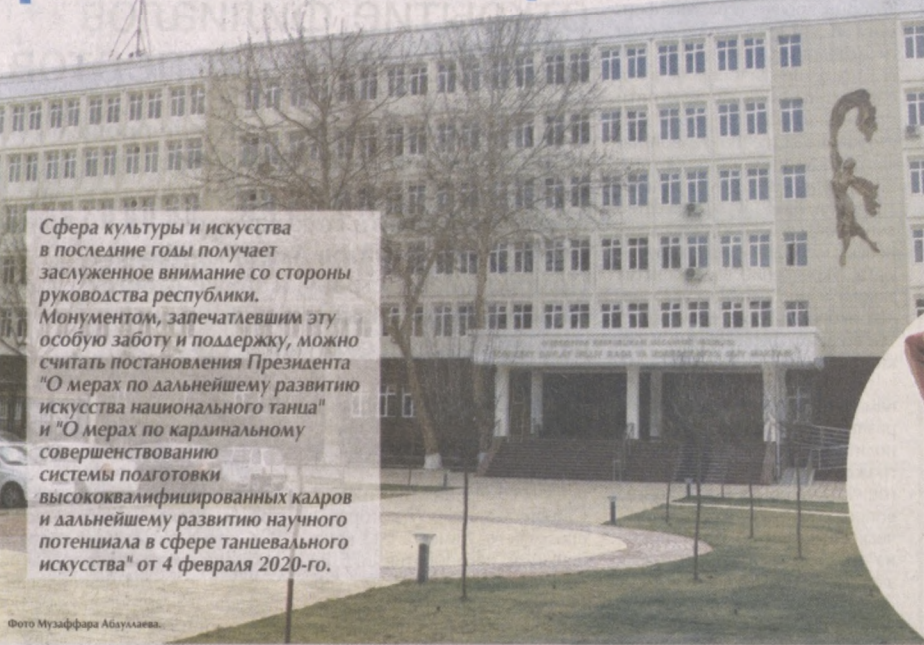 Сфера культуры и искусства
в последние годы получает
заслуженное внимание со стороны
руководства республики.
Монументом, запечатлевшим эту
особую заботу и поддержку, можно
считать постановления Президента
"О мерах по дальнейшему развитию
искусства национального танца"
и "О мерах по кардинальному
совершенствованию
системы подготовки
высококвалифицированных кадров
и дальнейшему развитию научного
потенциала в сфере танцевального
искусства" от 4 февраля 2020-го.
Фото Музаффара Абдуллаева.